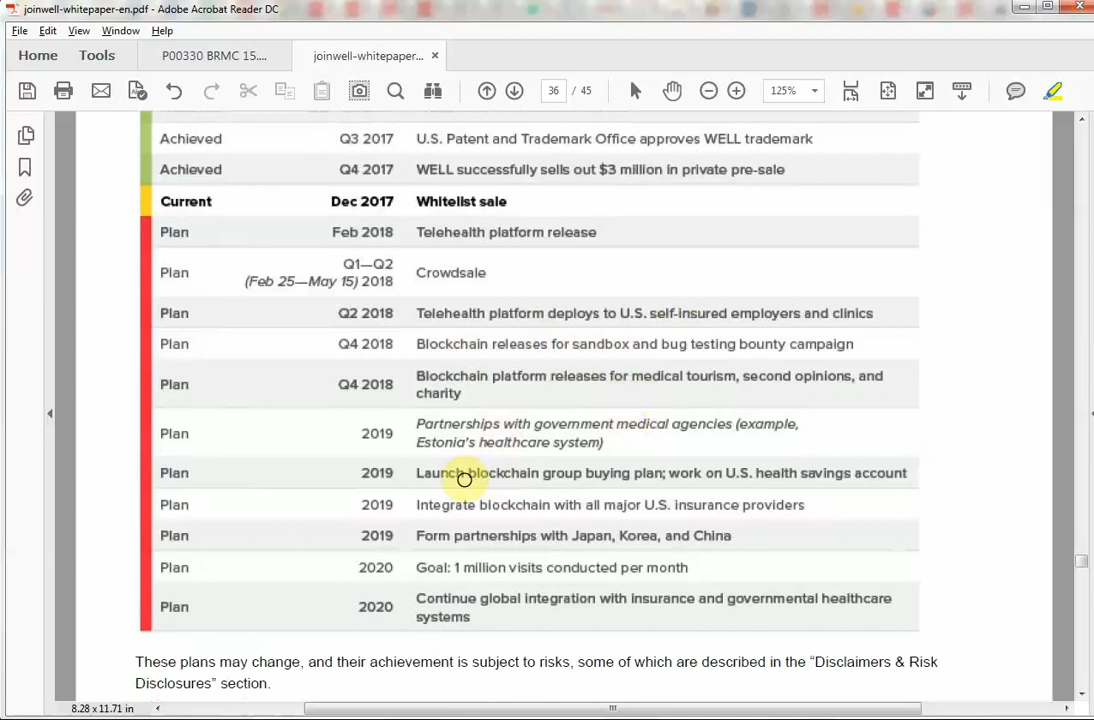 joinwell-whitepaper-en.pdf - Adobe Acrobat Reader DC
File Edit View Window Help
Home Tools P00330 BRMC 15.... joinwell-whitepaper... ×
36 / 45 125%
Achieved Q3 2017 U.S. Patent and Trademark Office approves WELL trademark
Achieved Q4 2017 WELL successfully sells out $3 million in private pre-sale
Current Dec 2017 Whitelist sale
Plan Feb 2018 Telehealth platform release
Plan Q1—Q2 (Feb 25—May 15) 2018 Crowdsale
Plan Q2 2018 Telehealth platform deploys to U.S. self-insured employers and clinics
Plan Q4 2018 Blockchain releases for sandbox and bug testing bounty campaign
Plan Q4 2018 Blockchain platform releases for medical tourism, second opinions, and
charity
Plan 2019 Partnerships with government medical agencies (example,
Estonia's healthcare system)
Plan 2019 Launch blockchain group buying plan; work on U.S. health savings account
Plan 2019 Integrate blockchain with all major U.S. insurance providers
Plan 2019 Form partnerships with Japan, Korea, and China
Plan 2020 Goal: 1 million visits conducted per month
Plan 2020 Continue global integration with insurance and governmental healthcare
systems
These plans may change, and their achievement is subject to risks, some of which are described in the “Disclaimers & Risk
Disclosures” section.
8.28 x 11.71 in